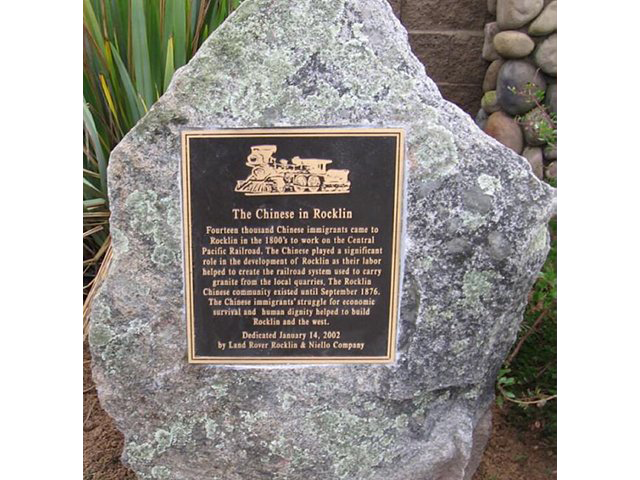 The Chinese in Rocklin
Fourteen thousand Chinese immigrants came to
Rocklin in the 1800's to work on the Central
Pacific Railroad. The Chinese played a significant
role in the development of Rocklin as their labor
helped to create the railroad system used to carry
granite from the local quarries. The Rocklin
Chinese community existed until September 1876.
The Chinese immigrants' struggle for economic
survival and human dignity helped to build
Rocklin and the west.
Dedicated January 14, 2002
by Land Rover Rocklin & Niello Company